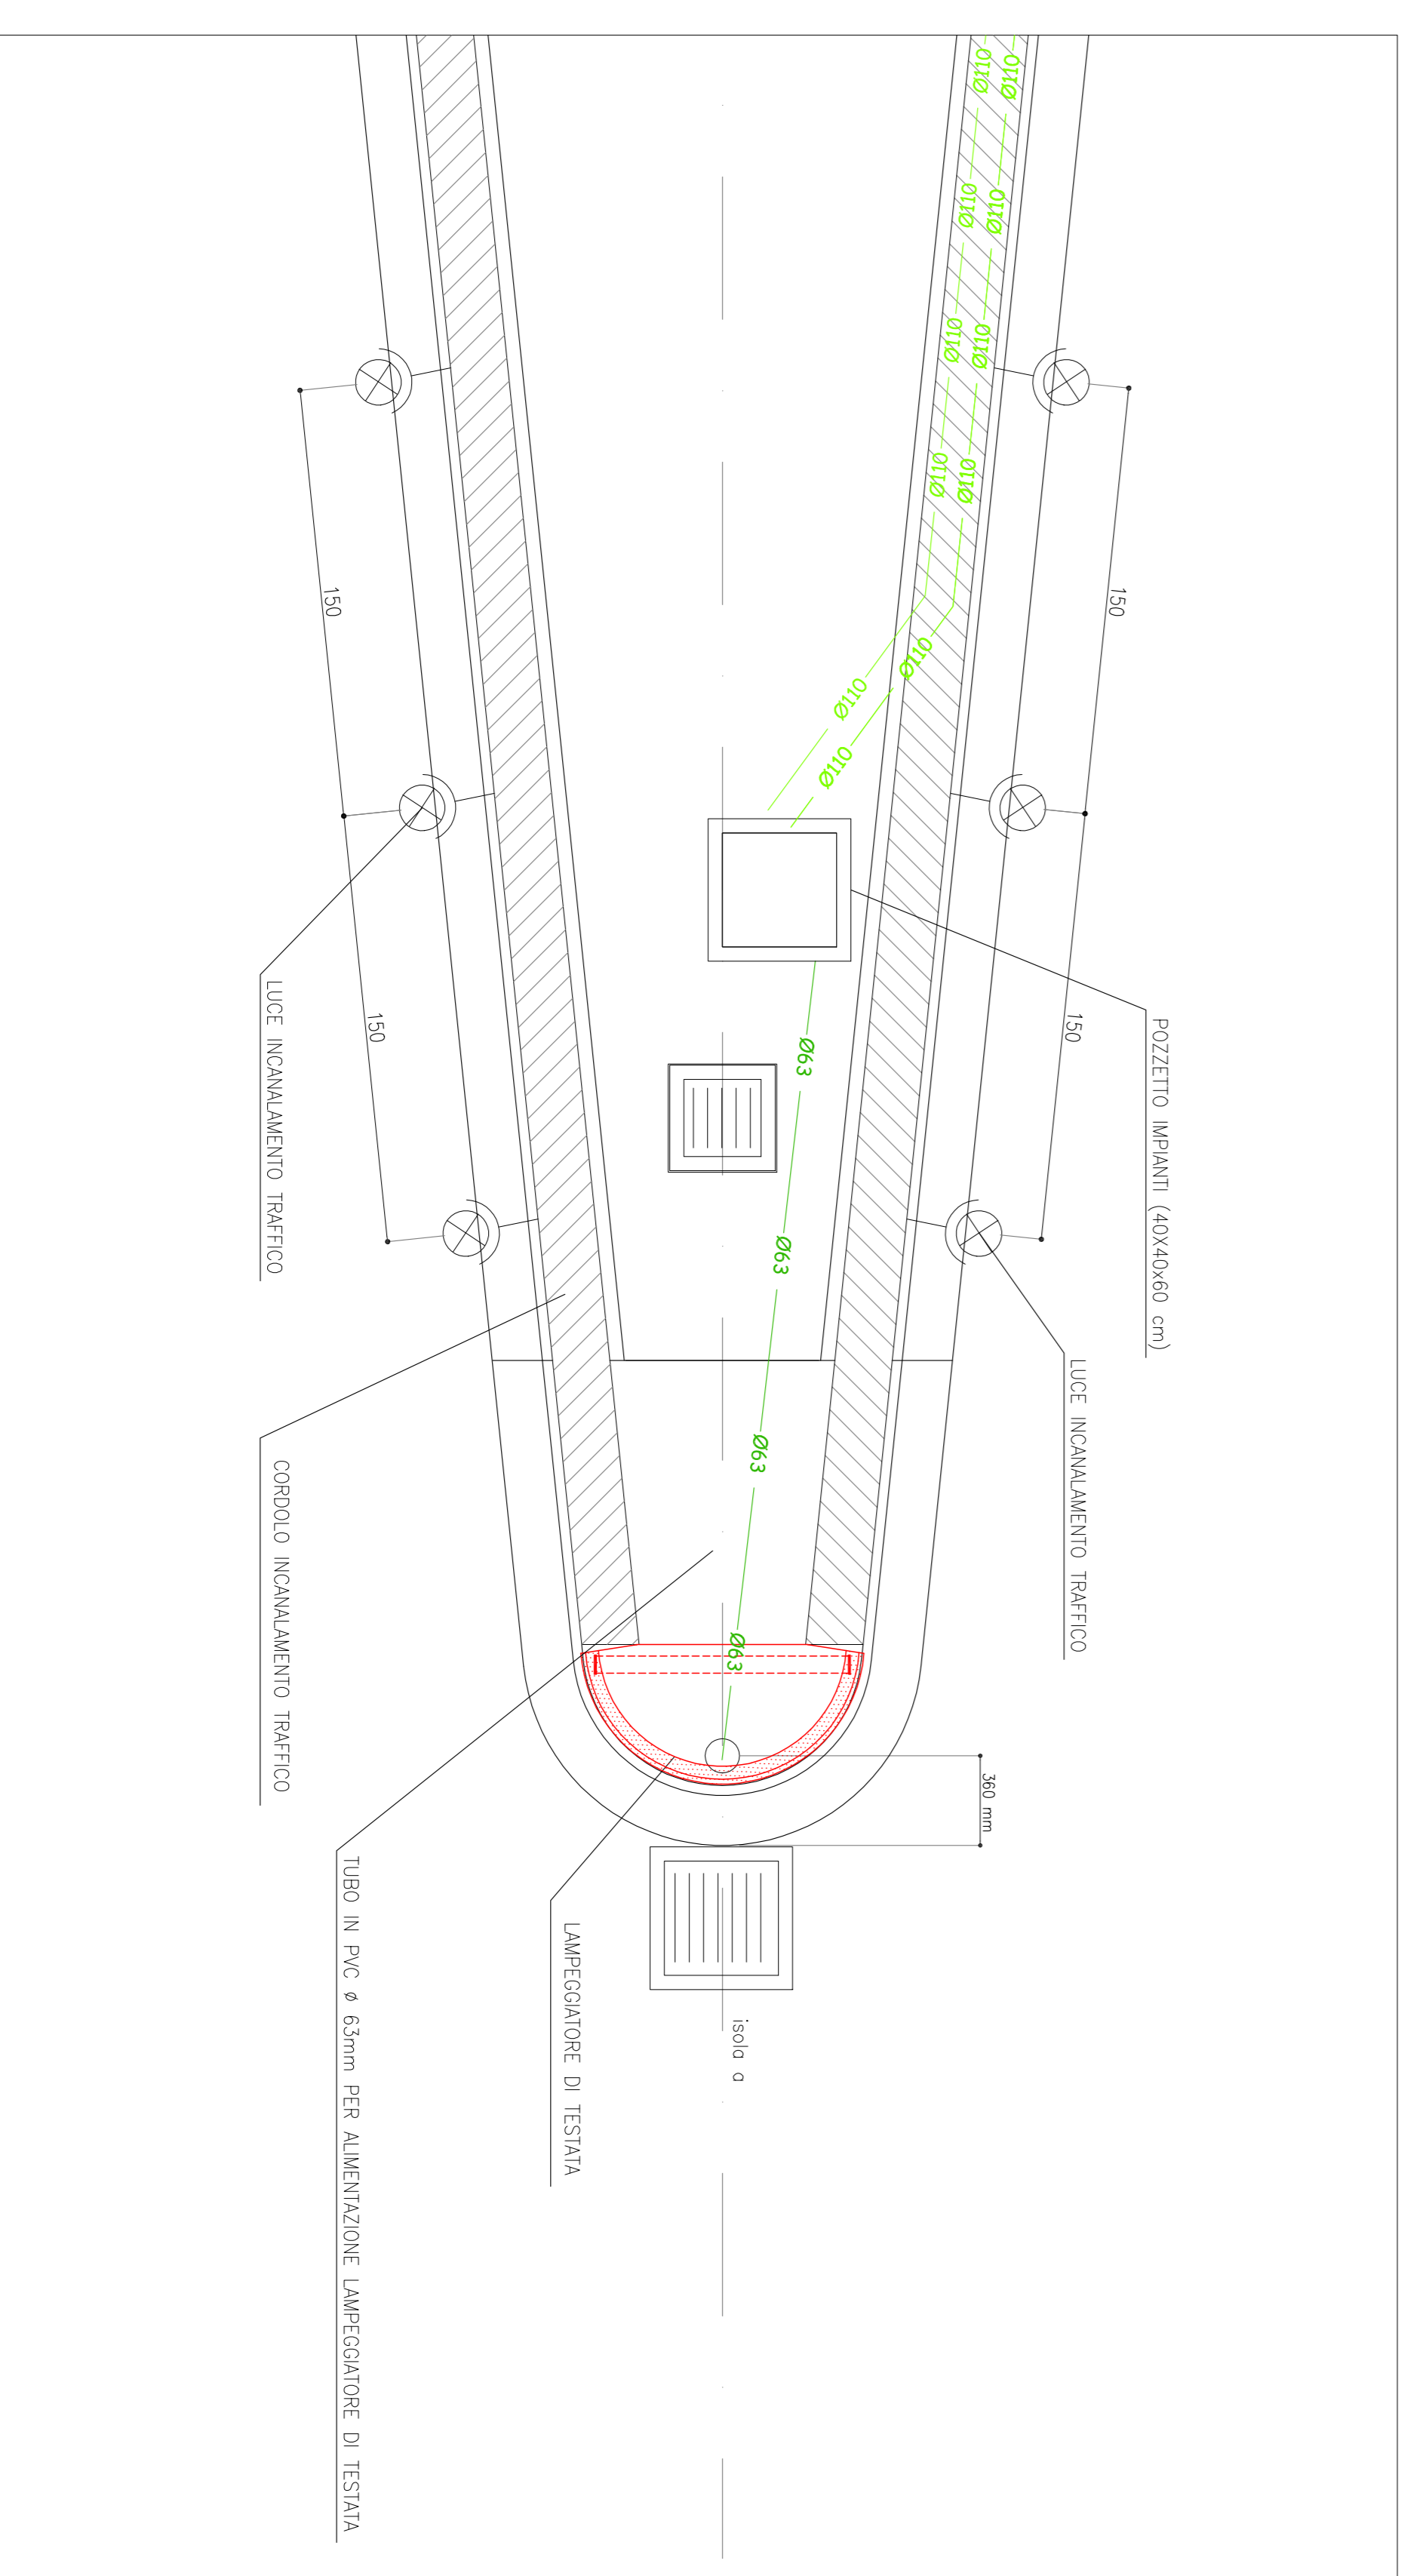 Ø110
Ø110
Ø110
Ø110
Ø110
Ø110
Ø110
Ø110
Ø110
Ø110
Ø110
150
150
150
150
POZZETTO IMPIANTI (40X40x60 cm)
LUCE INCANALAMENTO TRAFFICO
LUCE INCANALAMENTO TRAFFICO
Ø63
Ø63
Ø63
Ø63
CORDOLO INCANALAMENTO TRAFFICO
360 mm
LAMPEGGIATORE DI TESTATA
isola a
TUBO IN PVC Ø 63mm PER ALIMENTAZIONE LAMPEGGIATORE DI TESTATA